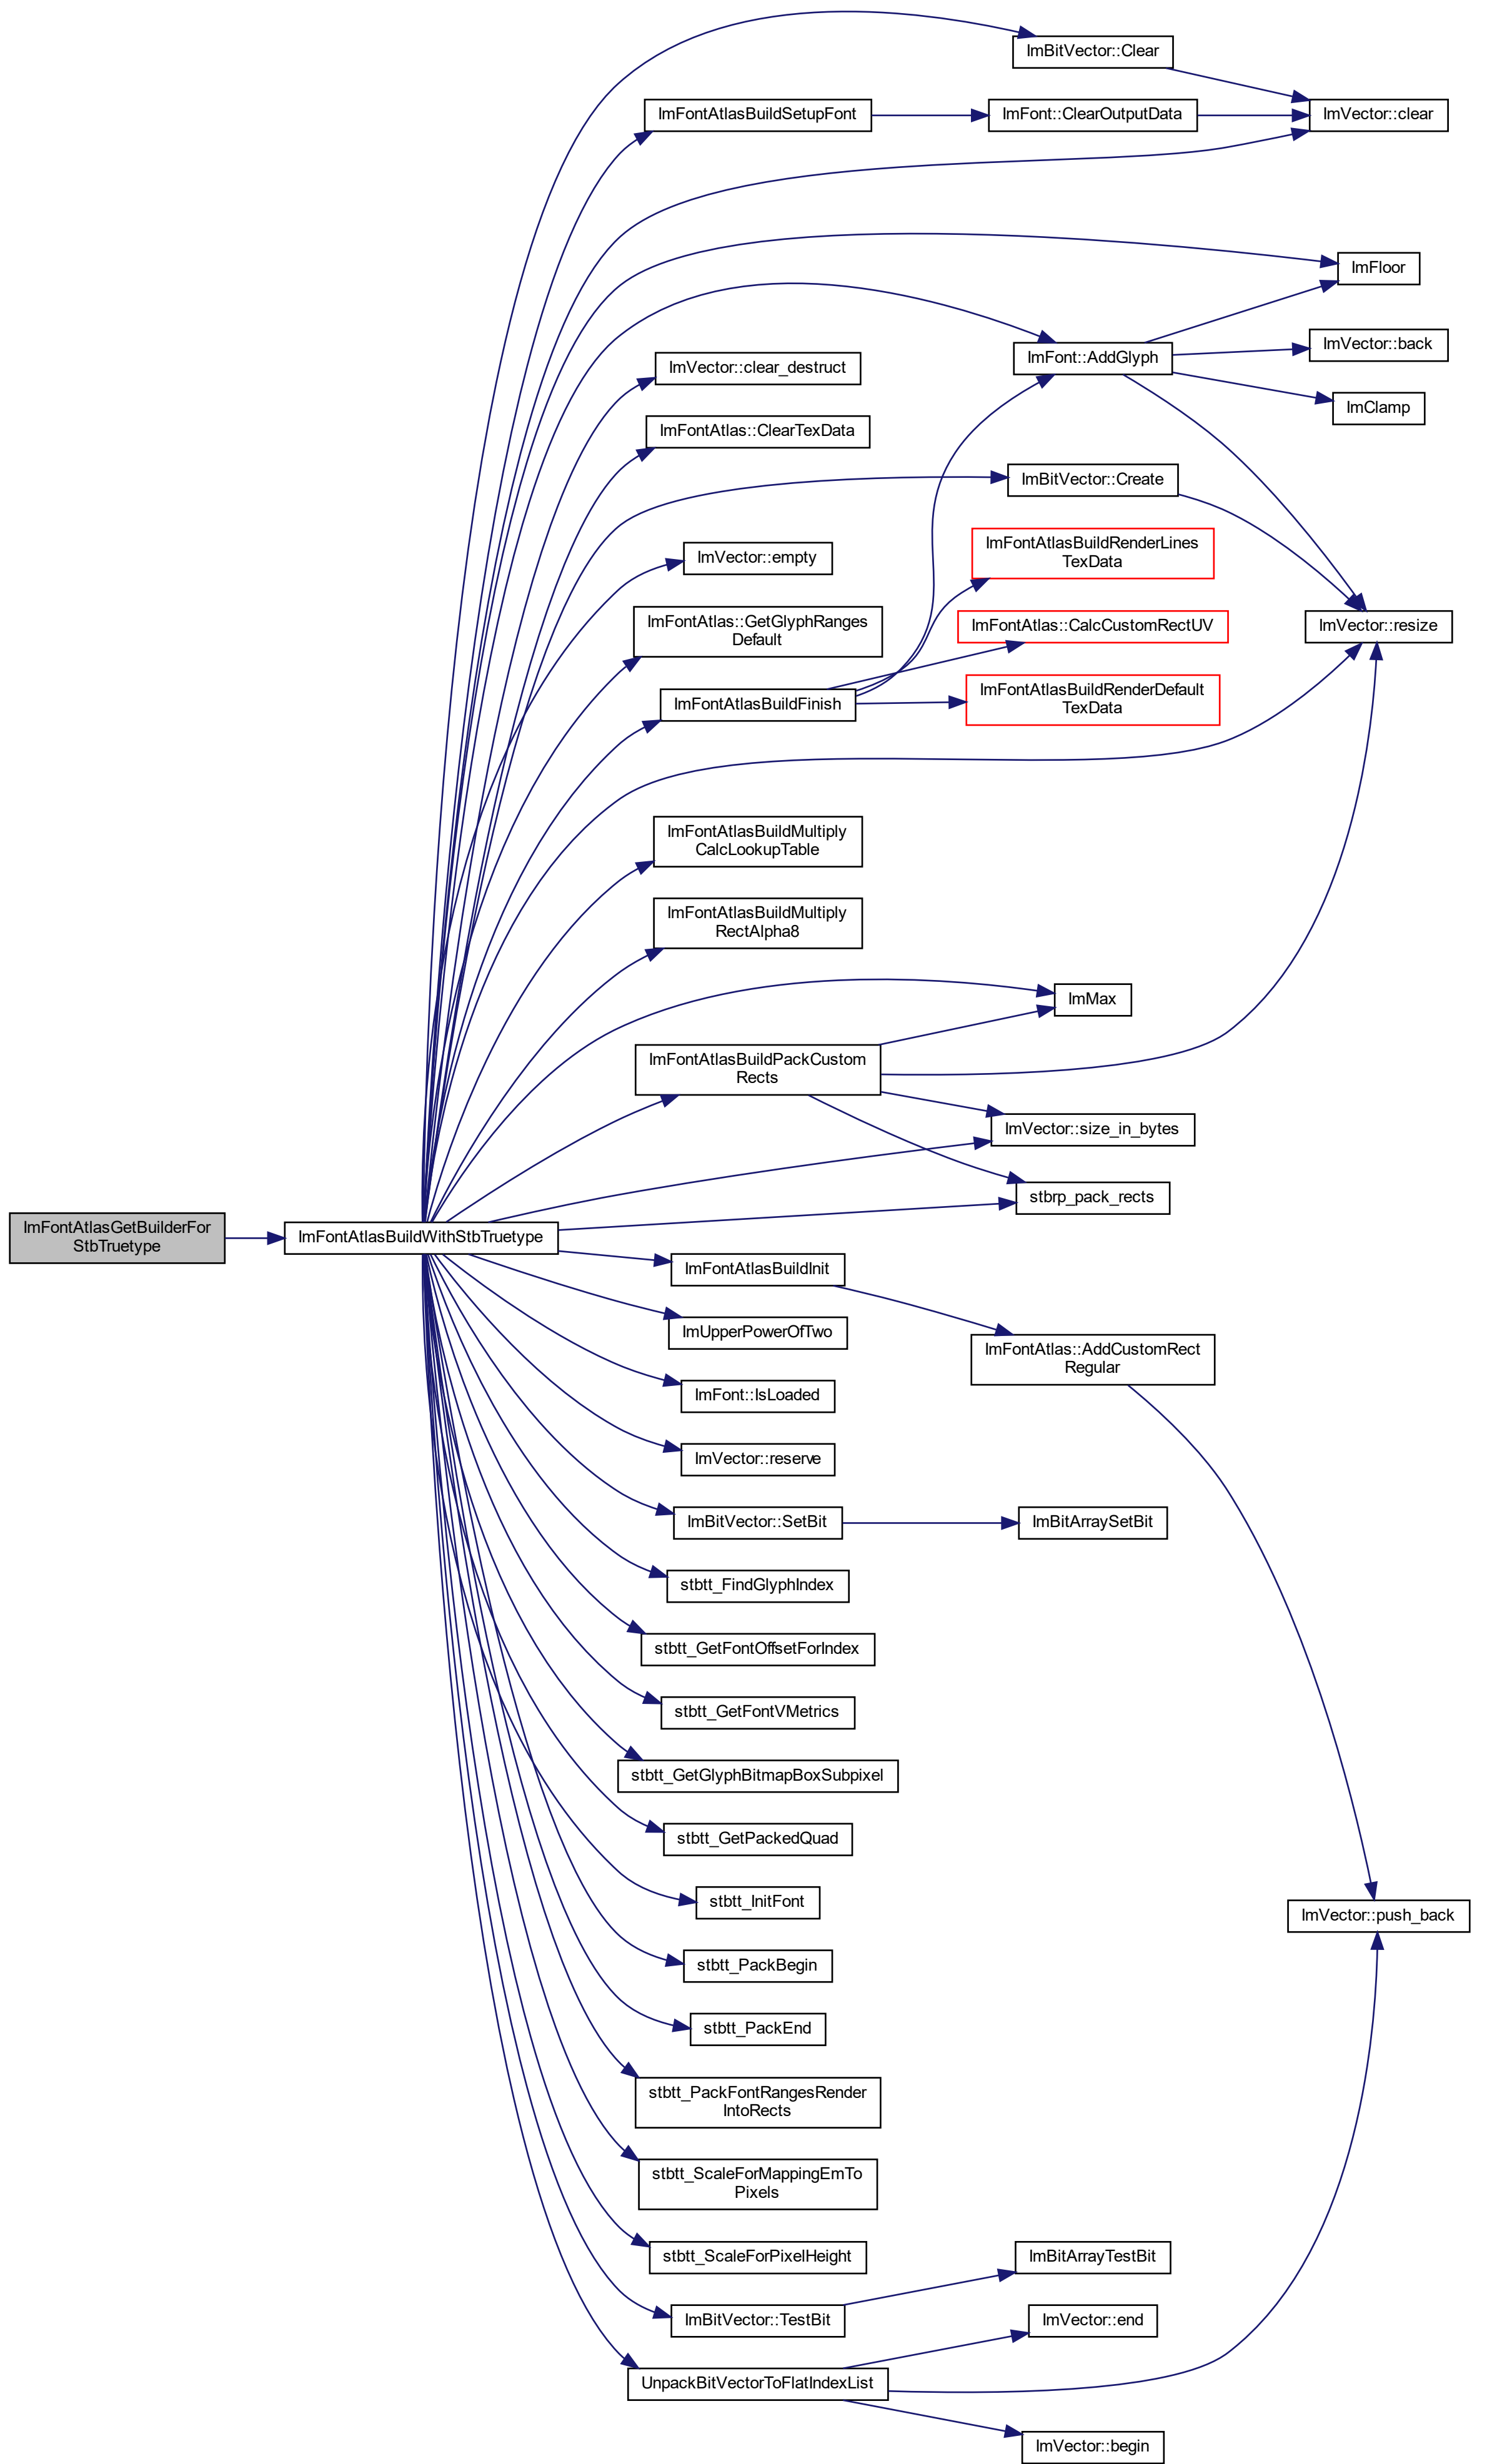 ImBitVector::Clear
ImFontAtlasBuildSetupFont
ImFont::ClearOutputData
ImVector::clear
ImFloor
ImVector::back
ImFont::AddGlyph
ImVector::clear_destruct
ImClamp
ImFontAtlas::ClearTexData
ImBitVector::Create
ImVector::empty
ImFontAtlasBuildRenderLines
TexData
ImFontAtlas::GetGlyphRanges
Default
ImFontAtlas::CalcCustomRectUV
ImVector::resize
ImFontAtlasBuildFinish
ImFontAtlasBuildRenderDefault
TexData
ImFontAtlasBuildMultiply
CalcLookupTable
ImFontAtlasBuildMultiply
RectAlpha8
ImMax
ImFontAtlasBuildPackCustom
Rects
ImVector::size_in_bytes
stbrp_pack_rects
ImFontAtlasGetBuilderFor
StbTruetype
ImFontAtlasBuildWithStbTruetype
ImFontAtlasBuildInit
ImUpperPowerOfTwo
ImFontAtlas::AddCustomRect
Regular
ImFont::IsLoaded
ImVector::reserve
ImBitVector::SetBit
ImBitArraySetBit
stbtt_FindGlyphIndex
stbtt_GetFontOffsetForIndex
stbtt_GetFontVMetrics
stbtt_GetGlyphBitmapBoxSubpixel
stbtt_GetPackedQuad
stbtt_InitFont
ImVector::push_back
stbtt_PackBegin
stbtt_PackEnd
stbtt_PackFontRangesRender
IntoRects
stbtt_ScaleForMappingEmTo
Pixels
stbtt_ScaleForPixelHeight
ImBitArrayTestBit
ImBitVector::TestBit
ImVector::end
UnpackBitVectorToFlatIndexList
ImVector::begin